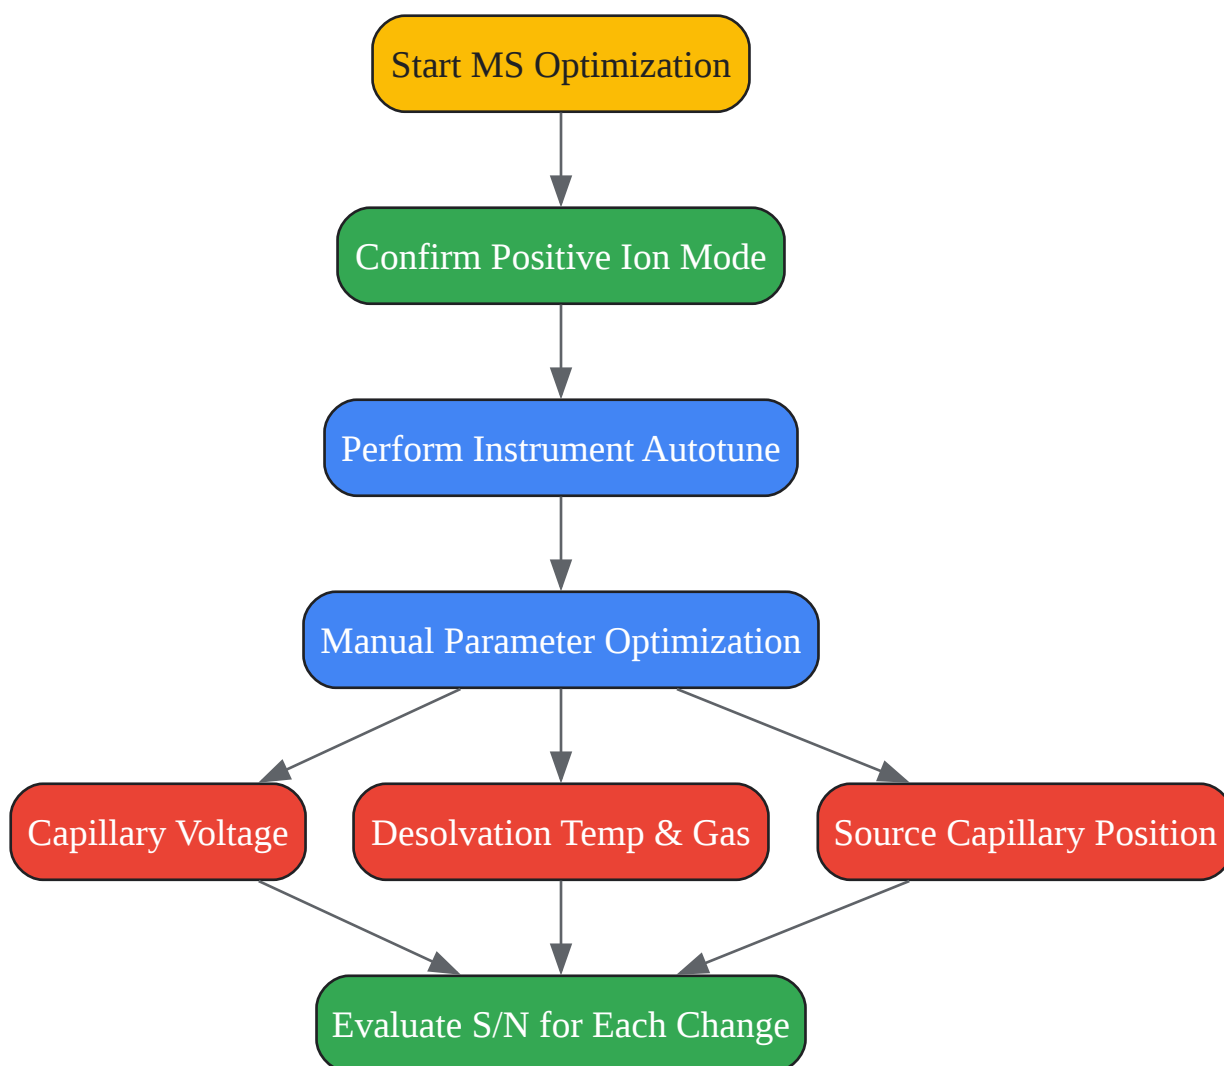 Start MS Optimization
Confirm Positive Ion Mode
Perform Instrument Autotune
Manual Parameter Optimization
Capillary Voltage
Desolvation Temp & Gas
Source Capillary Position
Evaluate S/N for Each Change